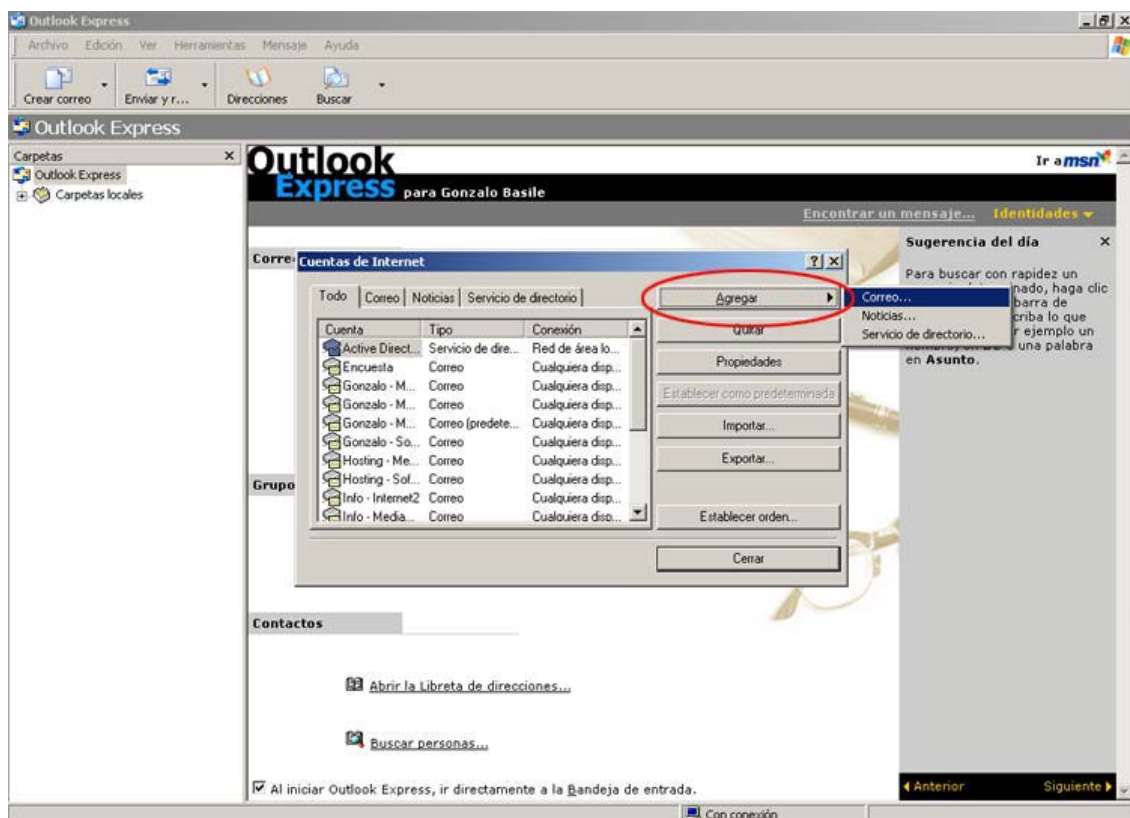 Outlook Express
Archivo Edición Ver Herramientas Mensaje Ayuda
Crear correo Enviar y r... Direcciones Buscar
Outlook Express
Carpetas
Outlook Express
Carpetas locales
Outlook
Express para Gonzalo Basile
Ir a msn
Encontrar un mensaje... Identidades
Corre
Grupo
Contactos
Abrir la Libreta de direcciones...
Buscar personas...
Al iniciar Outlook Express, ir directamente a la Bandeja de entrada.
Cuentas de Internet
Todo Correo Noticias Servicio de directorio
Cuenta Tipo Conexión
Active Direct... Servicio de dire... Red de área lo...
Encuesta Correo Cualquiera disp...
Gonzalo - M... Correo Cualquiera disp...
Gonzalo - M... Correo Cualquiera disp...
Gonzalo - M... Correo (predete... Cualquiera disp...
Gonzalo - So... Correo Cualquiera disp...
Hosting - Me... Correo Cualquiera disp...
Hosting - Sof... Correo Cualquiera disp...
Info - Internet2 Correo Cualquiera disp...
Info - Media... Correo Cualquiera disp...
Agregar
Quitar
Propiedades
Establecer como predeterminada
Importar...
Exportar...
Establecer orden...
Cerrar
Correo...
Noticias...
Servicio de directorio...
Sugerencia del día
Para buscar con rapidez un
nado, haga clic
barra de
criba lo que
r ejemplo un
una palabra
en Asunto.
Anterior Siguiente
Con conexión